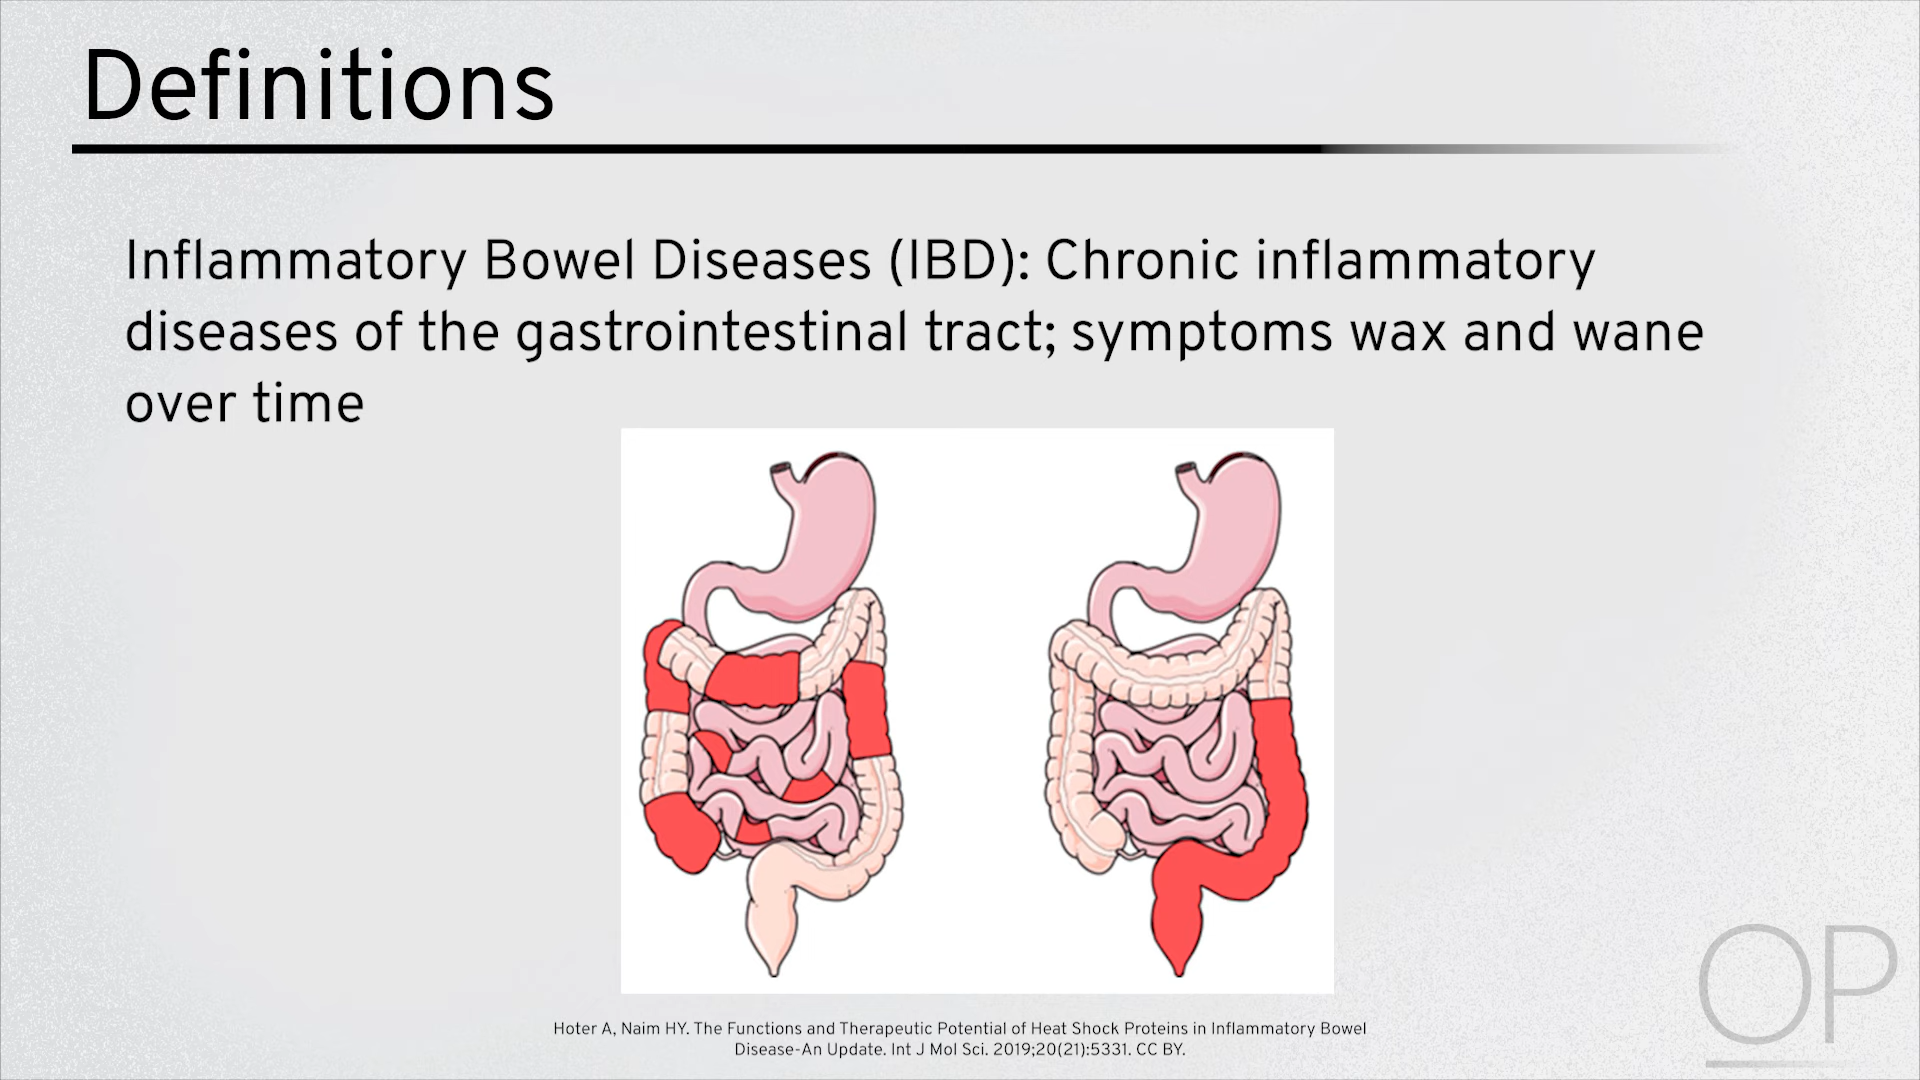 Definitions
Inflammatory Bowel Diseases (IBD): Chronic inflammatory
diseases of the gastrointestinal tract; symptoms wax and wane
over time
Hoter A, Naim HY. The Functions and Therapeutic Potential of Heat Shock Proteins in Inflammatory Bowel
Disease-An Update. Int J Mol Sci. 2019;20(21):5331. CC BY.
OP